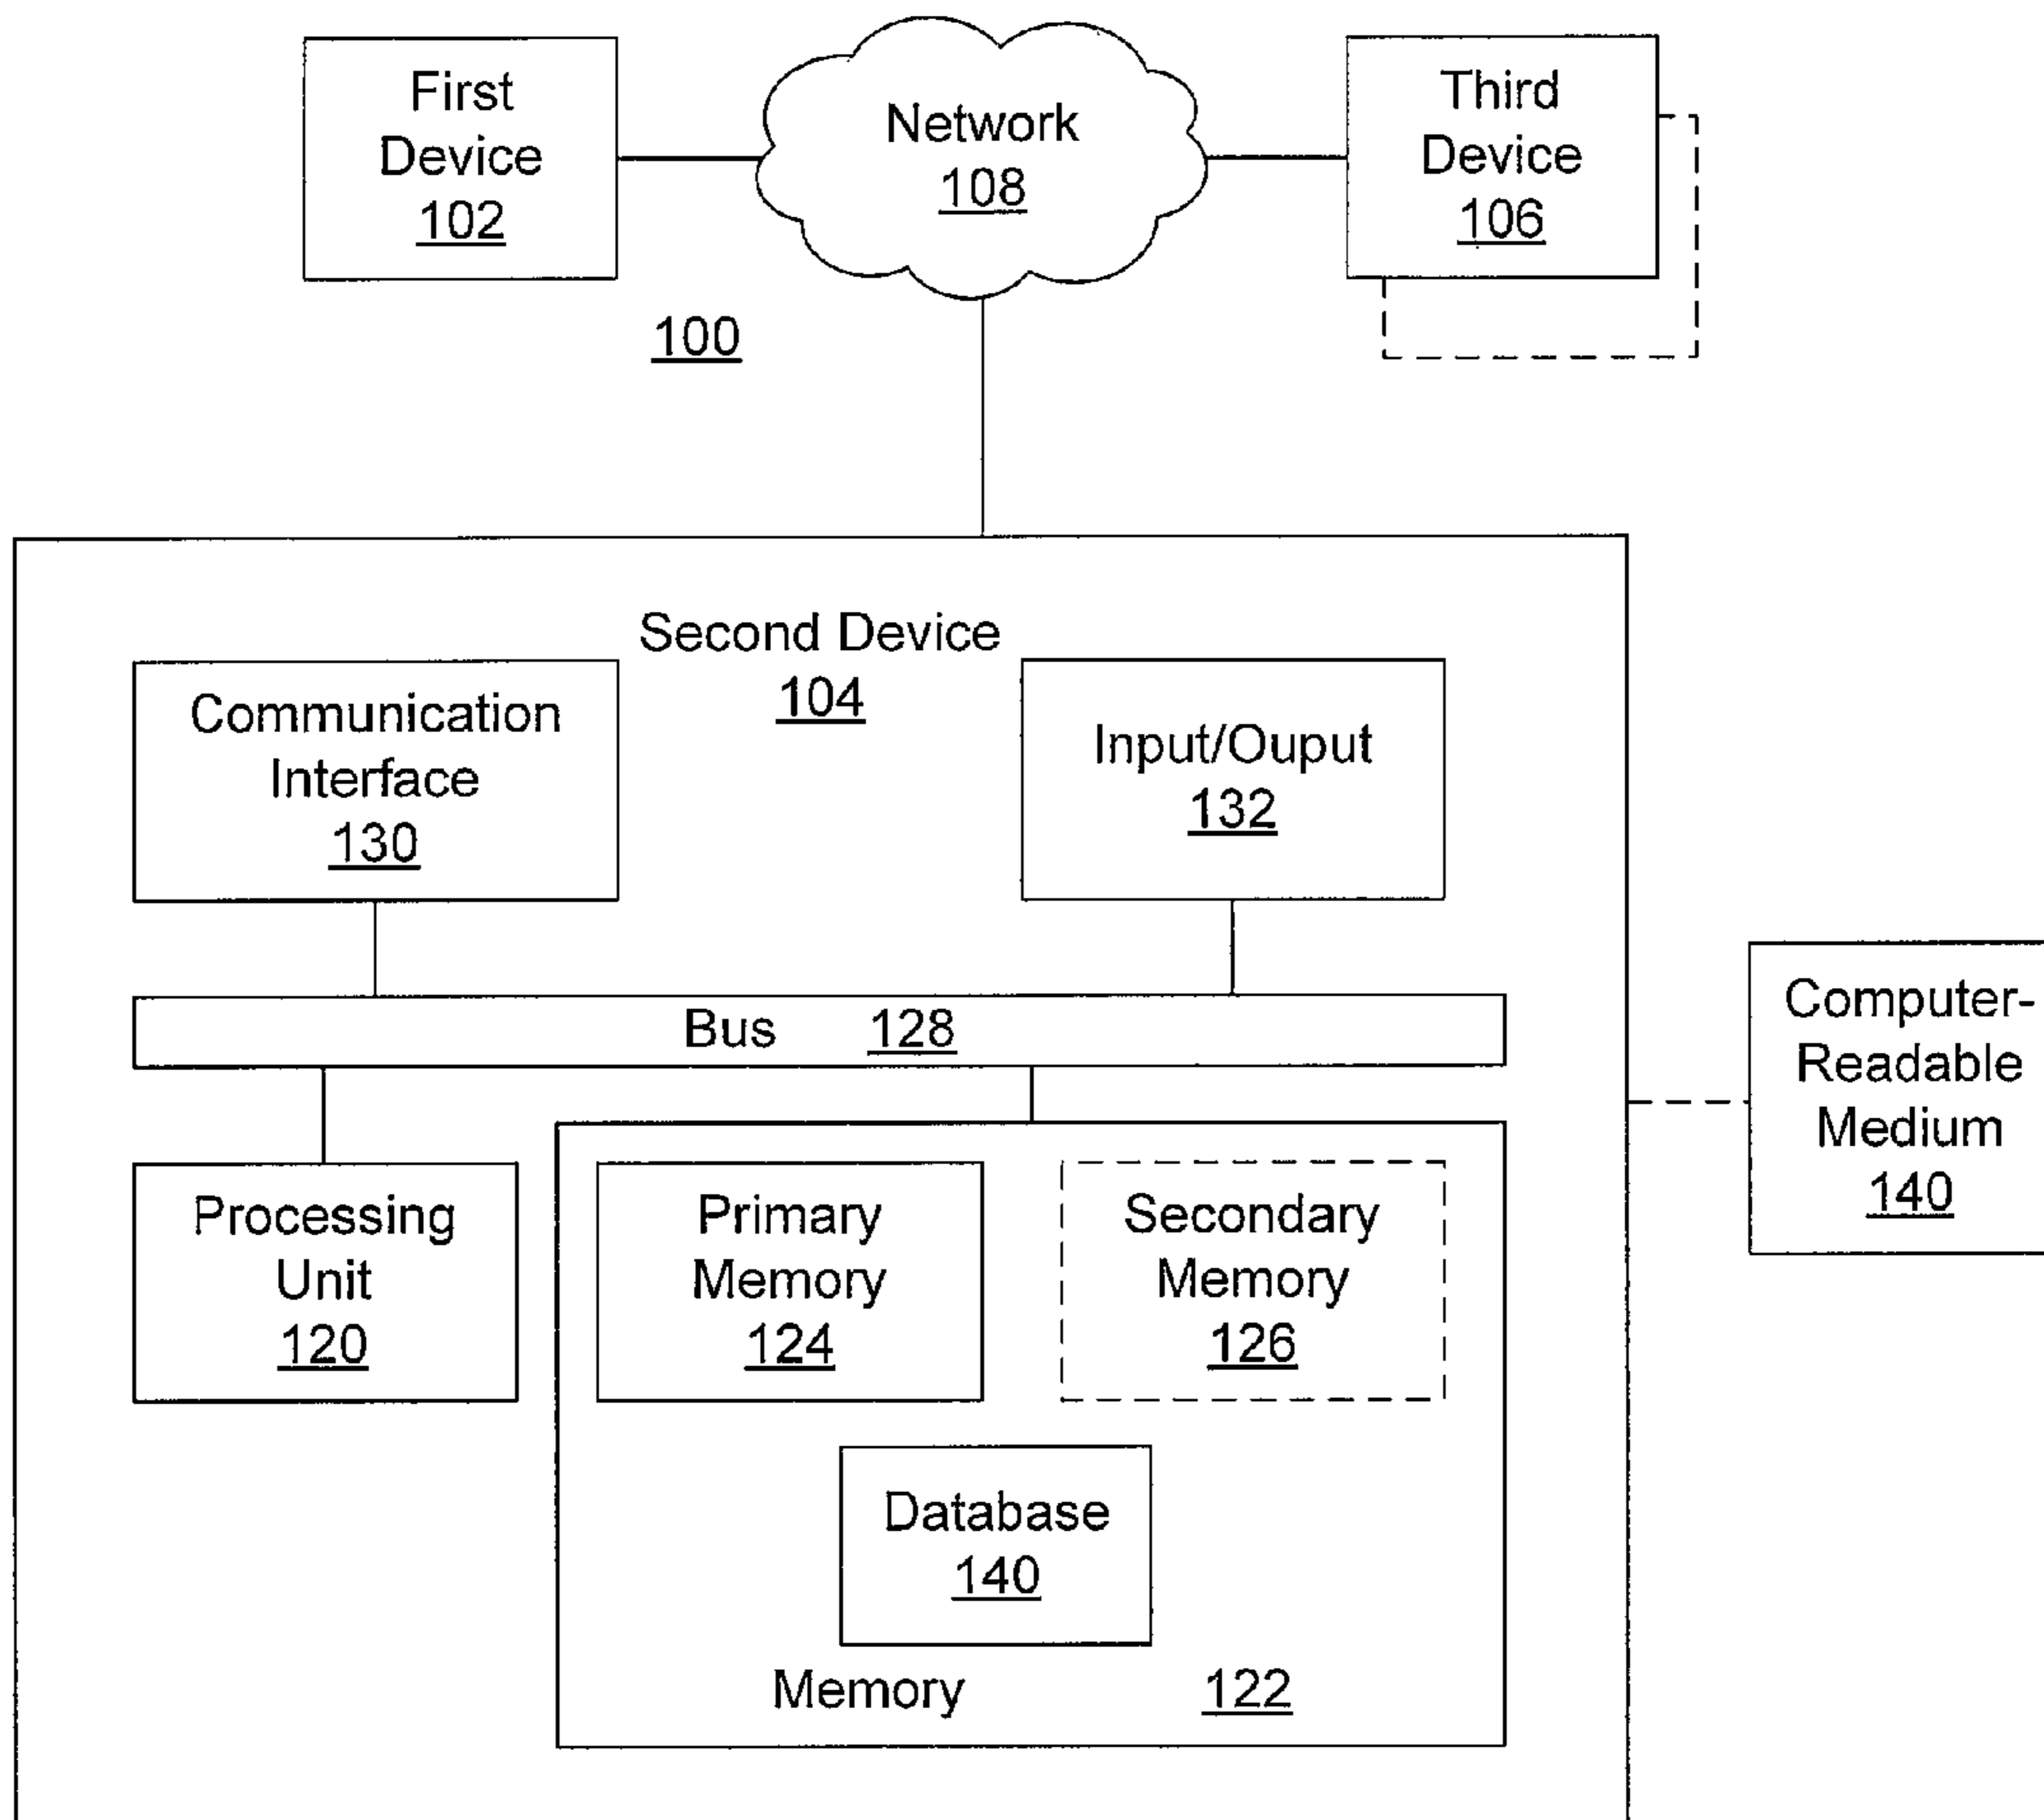 First
Device
102
Network
108
Third
Device
106
100
Second Device
104
Communication
Interface
130
Input/Ouput
132
Bus 128
Computer-
Readable
Medium
140
Processing
Unit
120
Primary
Memory
124
Secondary
Memory
126
Database
140
Memory 122